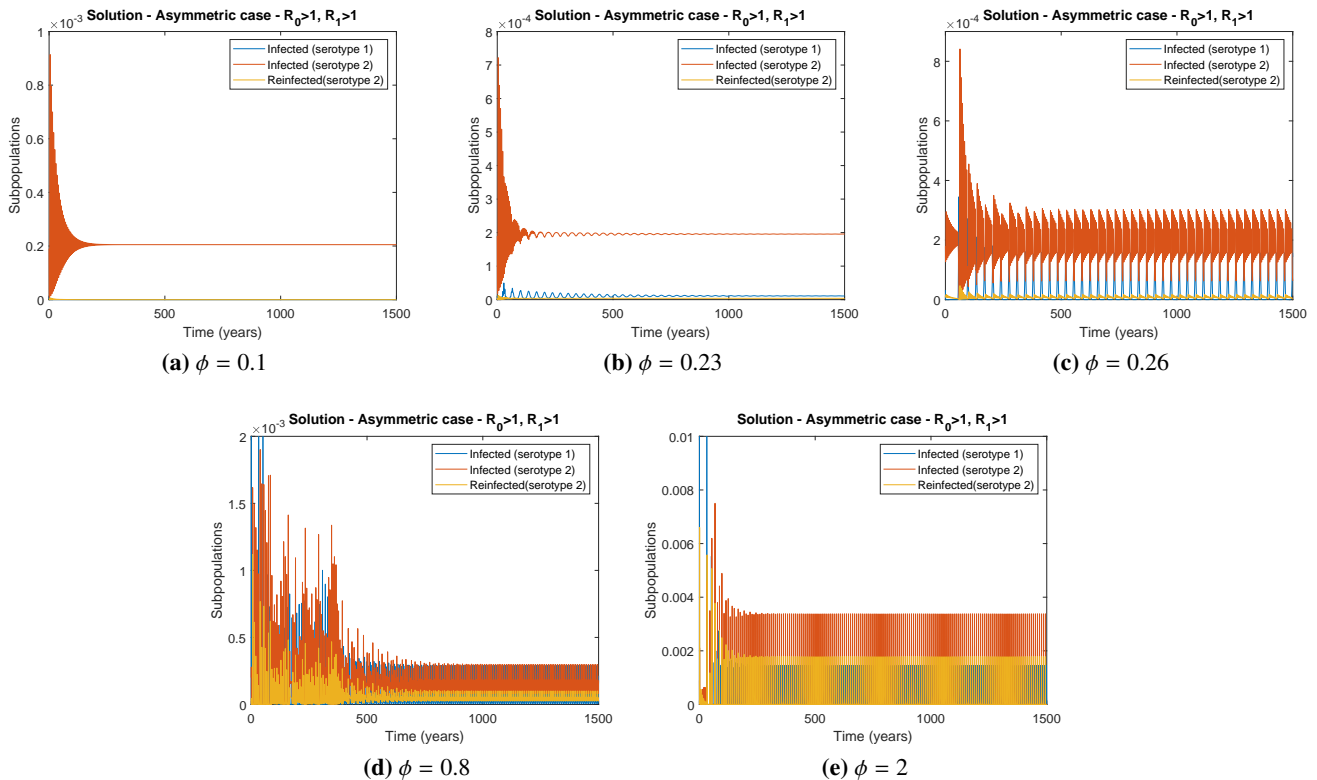 Solution - Asymmetric case - R0>1, R1>1
×10-3
Infected (serotype 1)
Infected (serotype 2)
Reinfected(serotype 2)
Subpopulations
1
0.8
0.6
0.4
0.2
0
0 500 1000 1500
Time (years)
(a) ϕ = 0.1
Solution - Asymmetric case - R0>1, R1>1
×10-4
Infected (serotype 1)
Infected (serotype 2)
Reinfected(serotype 2)
Subpopulations
8
7
6
5
4
3
2
1
0
0 500 1000 1500
Time (years)
(b) ϕ = 0.23
Solution - Asymmetric case - R0>1, R1>1
×10-4
Infected (serotype 1)
Infected (serotype 2)
Reinfected(serotype 2)
Subpopulations
8
6
4
2
0
0 500 1000 1500
Time (years)
(c) ϕ = 0.26
Solution - Asymmetric case - R0>1, R1>1
×10-3
Infected (serotype 1)
Infected (serotype 2)
Reinfected(serotype 2)
Subpopulations
2
1.5
1
0.5
0
0 500 1000 1500
Time (years)
(d) ϕ = 0.8
Solution - Asymmetric case - R0>1, R1>1
Infected (serotype 1)
Infected (serotype 2)
Reinfected(serotype 2)
Subpopulations
0.01
0.008
0.006
0.004
0.002
0
0 500 1000 1500
Time (years)
(e) ϕ = 2